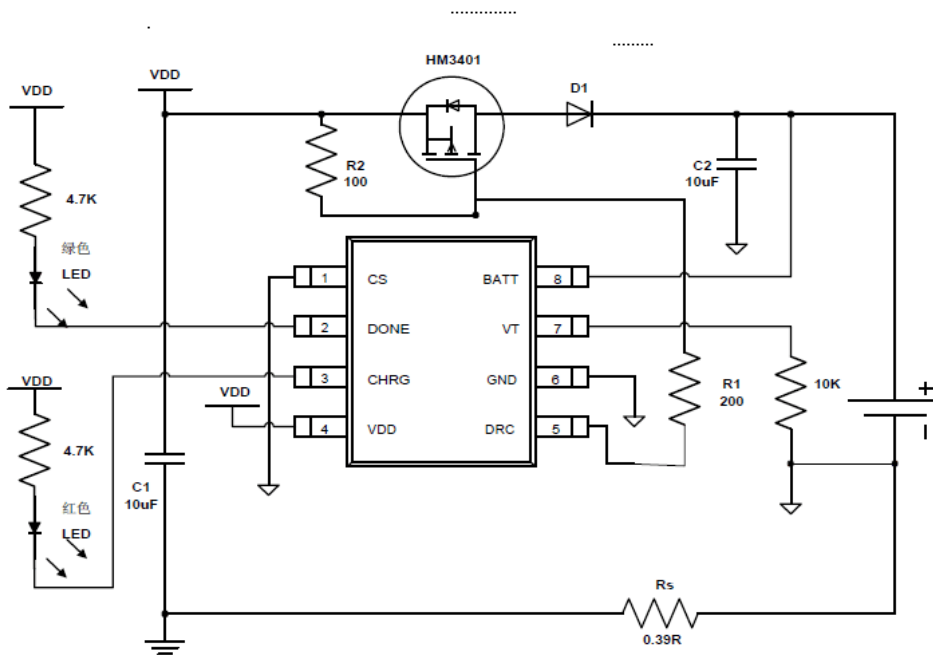 HM3401
VDD
VDD
D1
R2
100
C2
10uF
4.7K
绿色
LED
1
CS
BATT
8
2
DONE
VT
7
VDD
3
CHRG
GND
6
R1
200
10K
VDD
4
VDD
DRC
5
+
-
4.7K
C1
10uF
红色
LED
Rs
0.39R